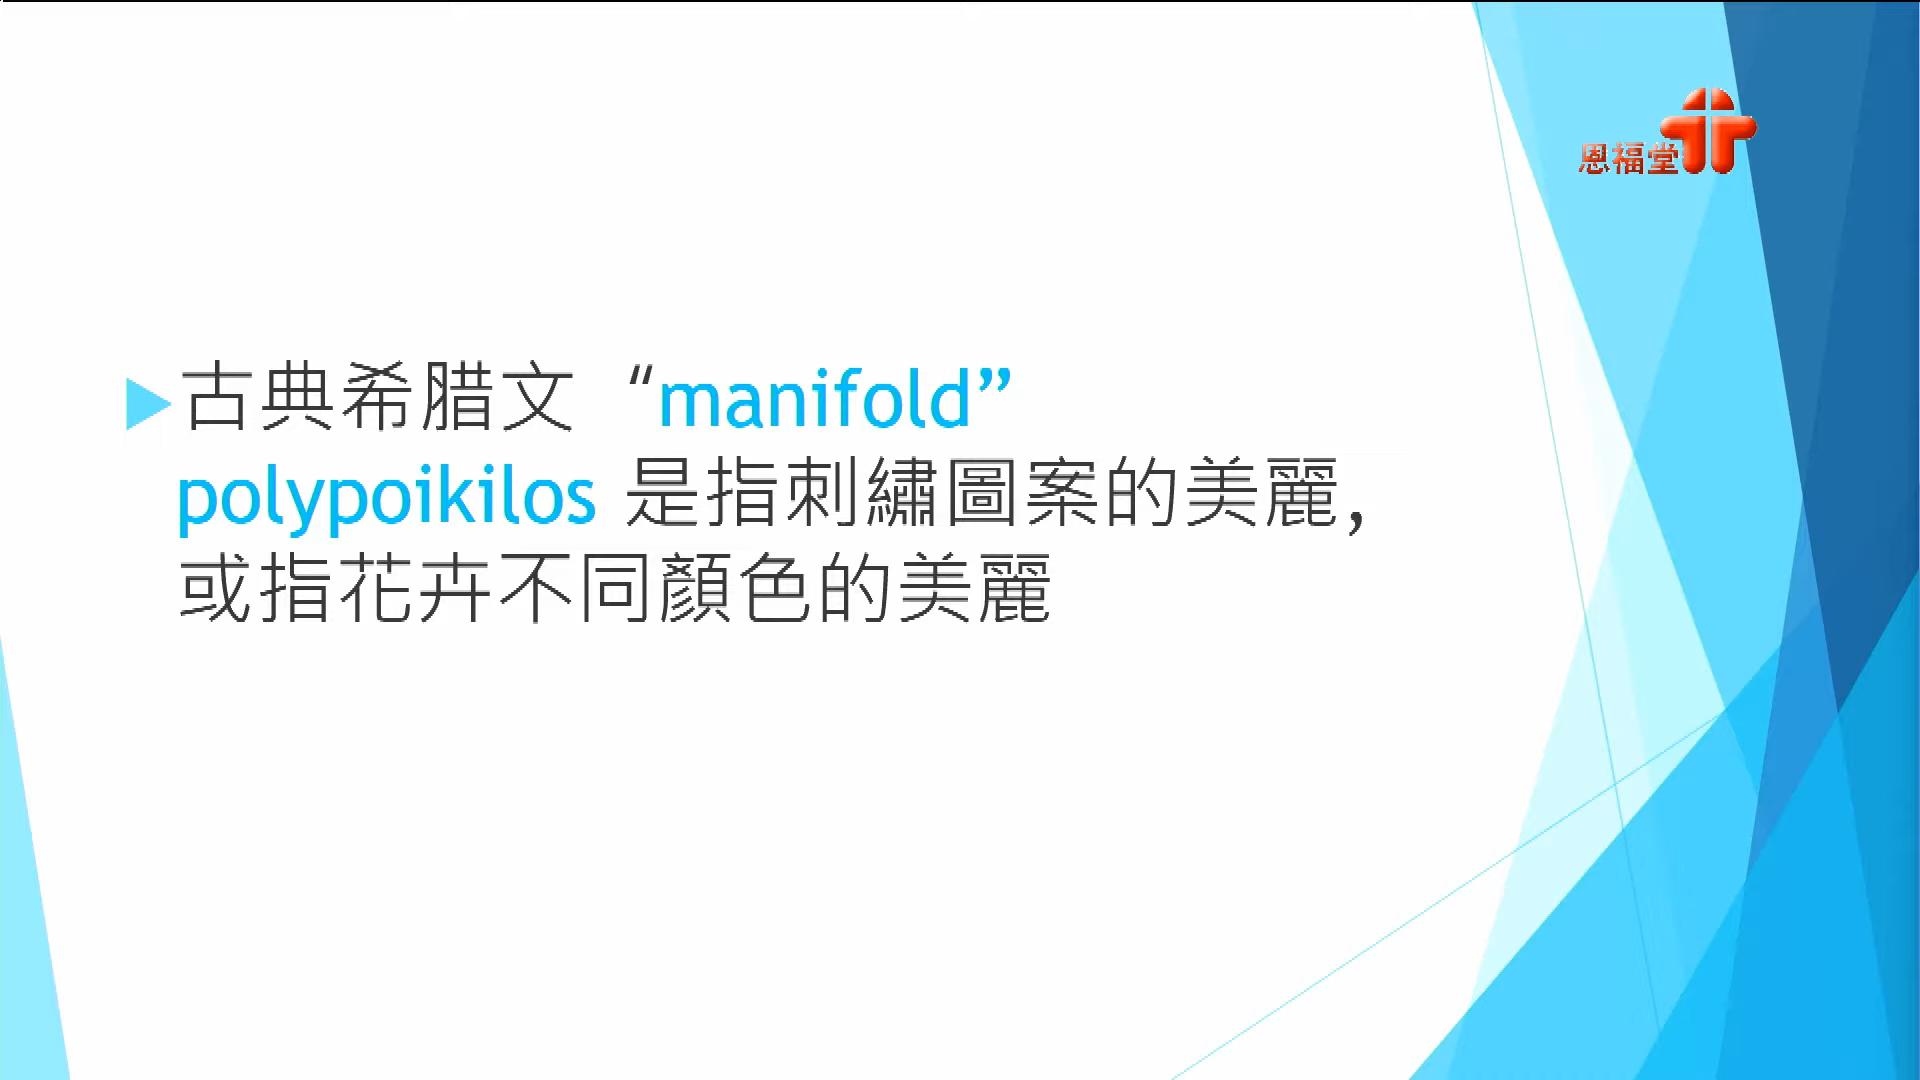 恩福堂
古典希腊文“manifold”
polypoikilos 是指刺繡圖案的美麗,
或指花卉不同顏色的美麗